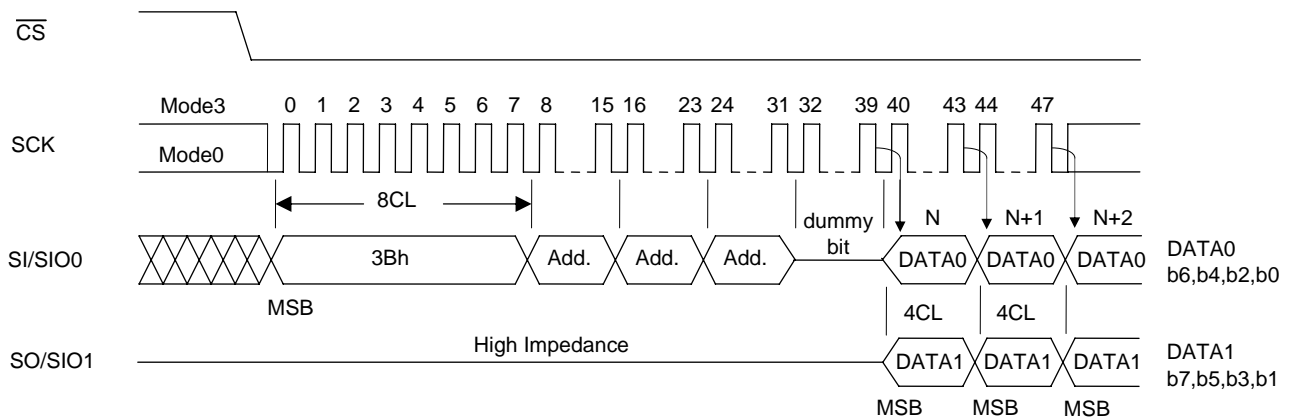 CS
Mode3 0 1 2 3 4 5 6 7 8 15 16 23 24 31 32 39 40 43 44 47
SCK
Mode0
8CL
dummy
bit
N N+1 N+2
SI/SIO0 3Bh Add. Add. Add. DATA0 DATA0 DATA0
DATA0
b6,b4,b2,b0
MSB
4CL 4CL
High Impedance
SO/SIO1 DATA1 DATA1 DATA1
DATA1
b7,b5,b3,b1
MSB MSB MSB